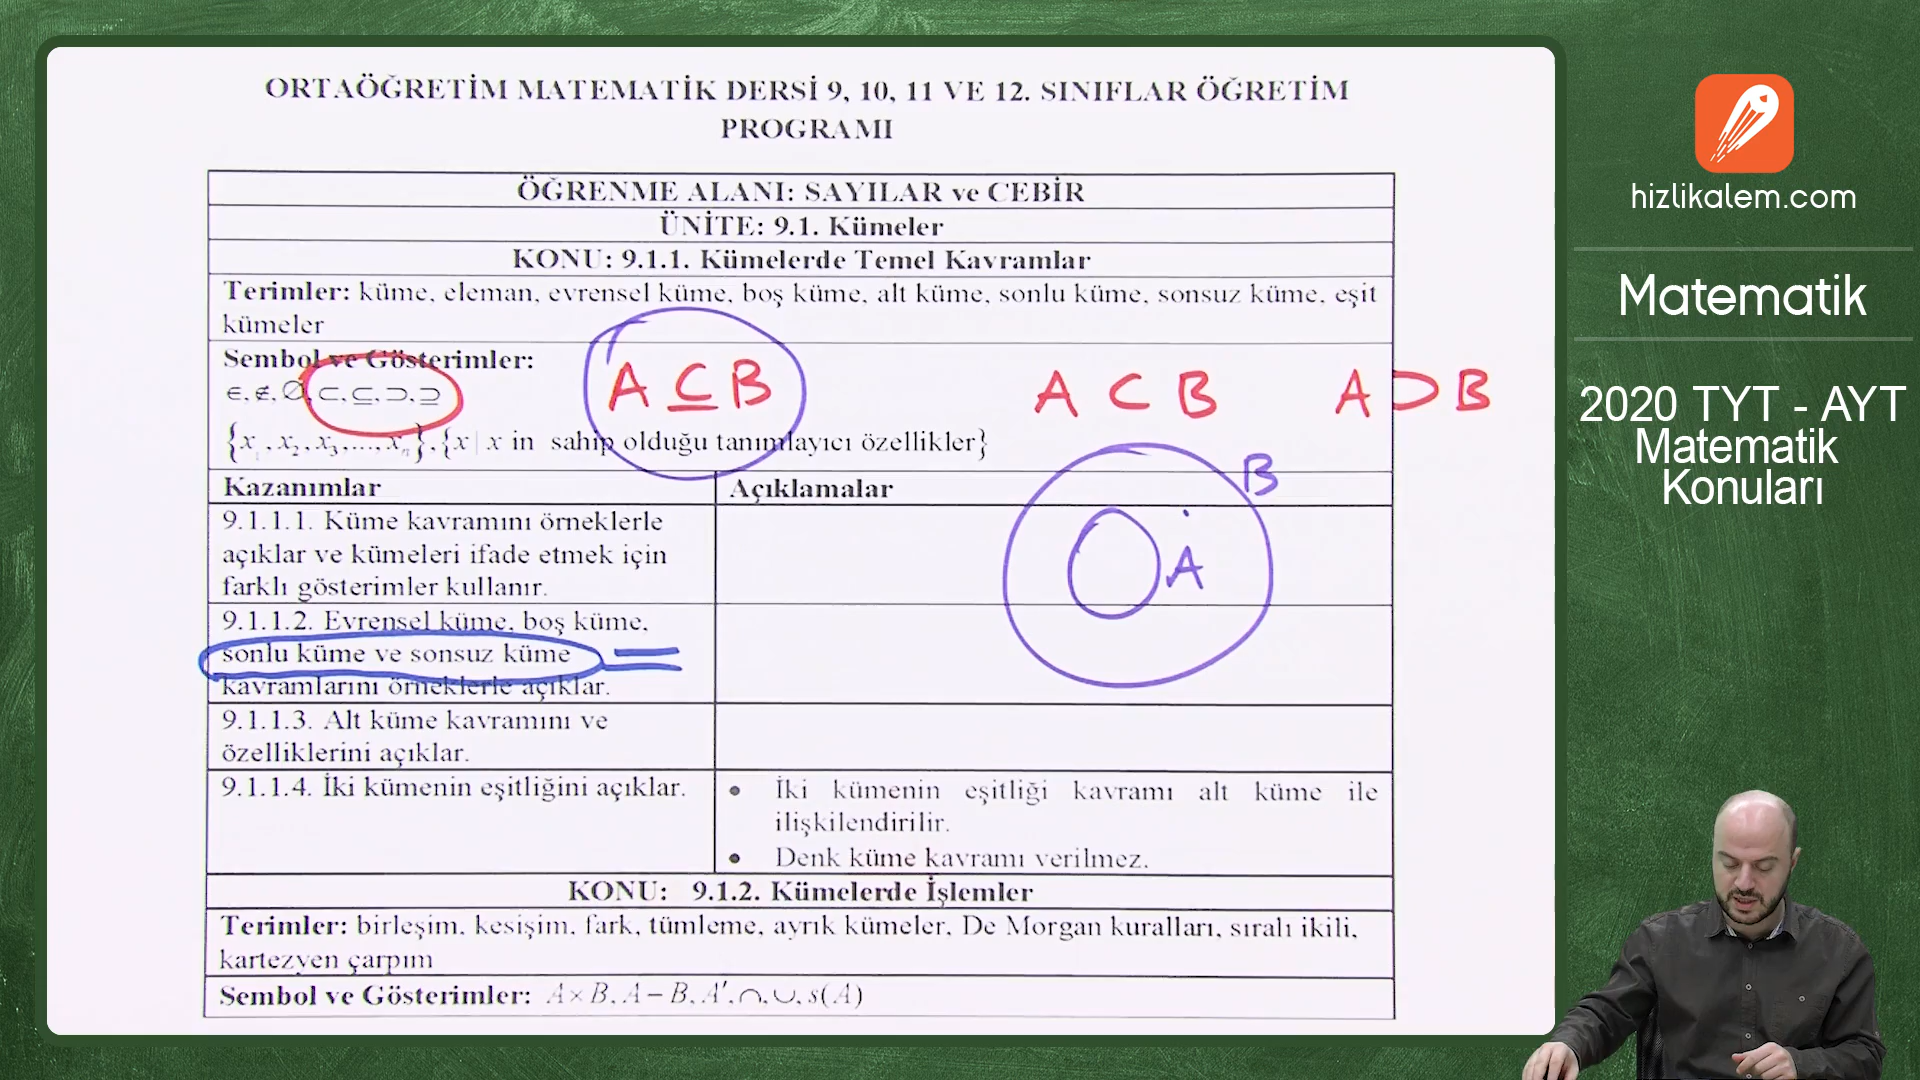 ORTAÖĞRETİM MATEMATİK DERSİ 9, 10, 11 VE 12. SINIFLAR ÖĞRETİM
PROGRAMI
ÖĞRENME ALANI: SAYILAR ve CEBİR
ÜNİTE: 9.1. Kümeler
KONU: 9.1.1. Kümelerde Temel Kavramlar
Terimler: küme, eleman, evrensel küme, boş küme, alt küme, sonlu küme, sonsuz küme, eşit
kümeler
Sembol ve Gösterimler:
∈, ∉, ∅, ⊂, ⊆, ⊃, ⊇
A ⊆ B
A ⊂ B
A ⊃ B
{x₁, x₂, x₃, ..., xₙ}, {x | x in sahip olduğu tanımlayıcı özellikler}
B
A
Kazanımlar
Açıklamalar
9.1.1.1. Küme kavramını örneklerle
açıklar ve kümeleri ifade etmek için
farklı gösterimler kullanır.
9.1.1.2. Evrensel küme, boş küme,
sonlu küme ve sonsuz küme
kavramlarını örneklerle açıklar.
9.1.1.3. Alt küme kavramını ve
özelliklerini açıklar.
9.1.1.4. İki kümenin eşitliğini açıklar.
• İki kümenin eşitliği kavramı alt küme ile
ilişkilendirilir.
• Denk küme kavramı verilmez.
KONU: 9.1.2. Kümelerde İşlemler
Terimler: birleşim, kesişim, fark, tümleme, ayrık kümeler, De Morgan kuralları, sıralı ikili,
kartezyen çarpım
Sembol ve Gösterimler: A×B, A−B, A′, ∩, ∪, s(A)
hizlikalem.com
Matematik
2020 TYT - AYT
Matematik
Konuları